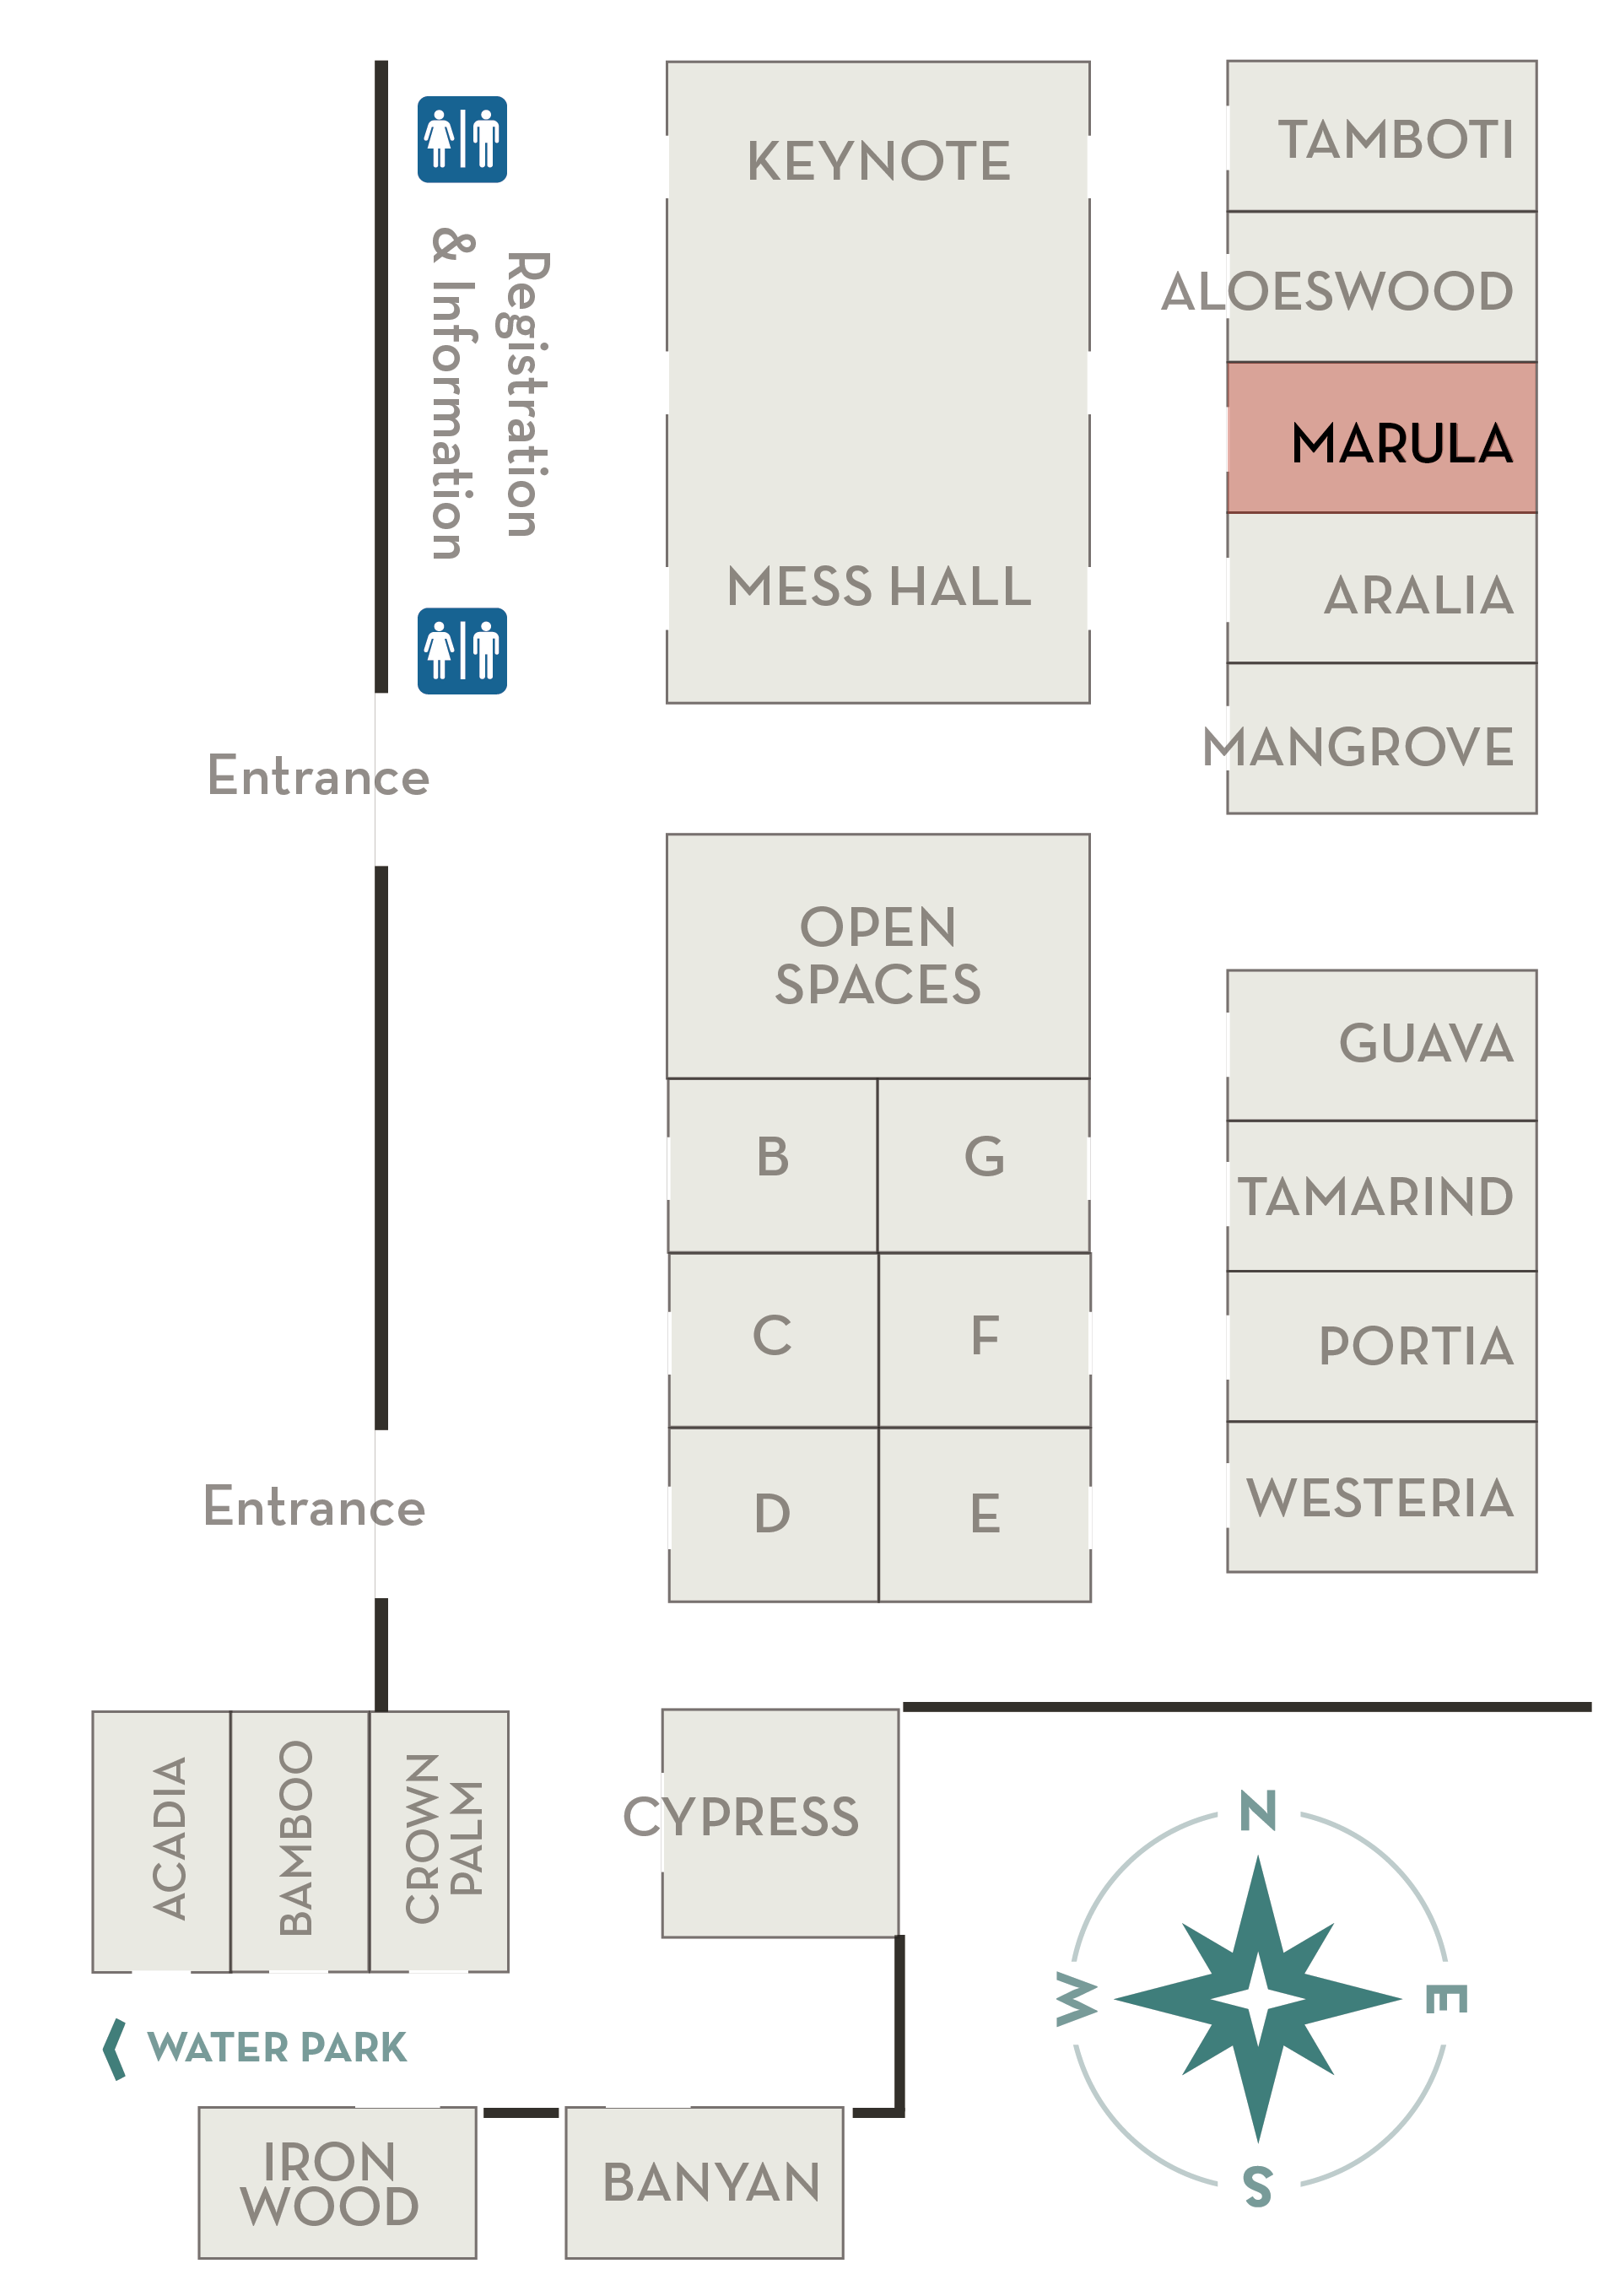 KEYNOTE
MESS HALL
TAMBOTI
ALOESWOOD
MARULA
ARALIA
MANGROVE
Registration
& Information
Entrance
OPEN
SPACES
B
G
C
F
D
E
GUAVA
TAMARIND
PORTIA
WESTERIA
Entrance
ACADIA
BAMBOO
CROWN
PALM
CYPRESS
WATER PARK
IRON
WOOD
BANYAN
N
W
E
S